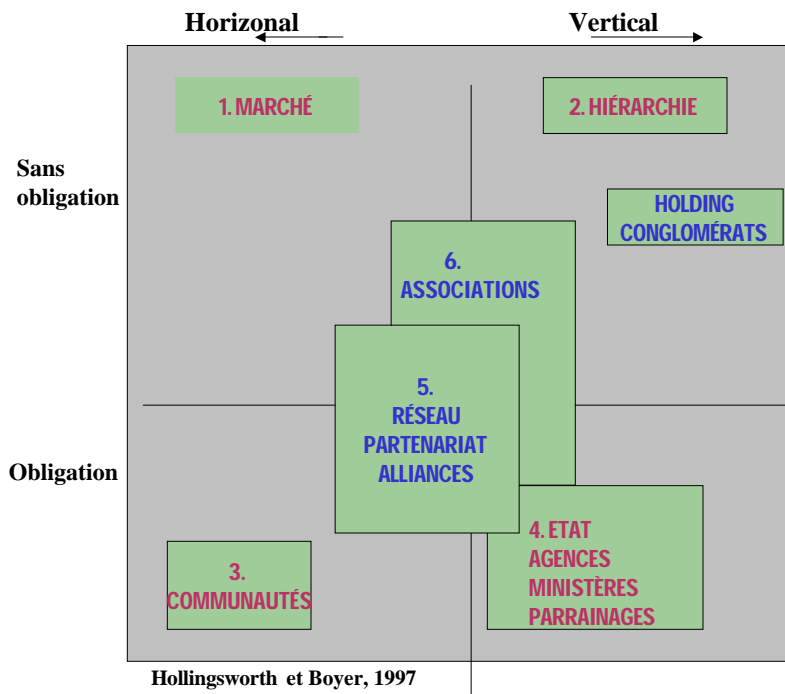 Horizonal
Vertical
1. MARCHÉ
2. HIÉRARCHIE
Sans
obligation
HOLDING
CONGLOMÉRATS
6.
ASSOCIATIONS
5.
RÉSEAU
PARTENARIAT
ALLIANCES
Obligation
4. ETAT
AGENCES
MINISTÈRES
PARRAINAGES
3.
COMMUNAUTÉS
Hollingsworth et Boyer, 1997